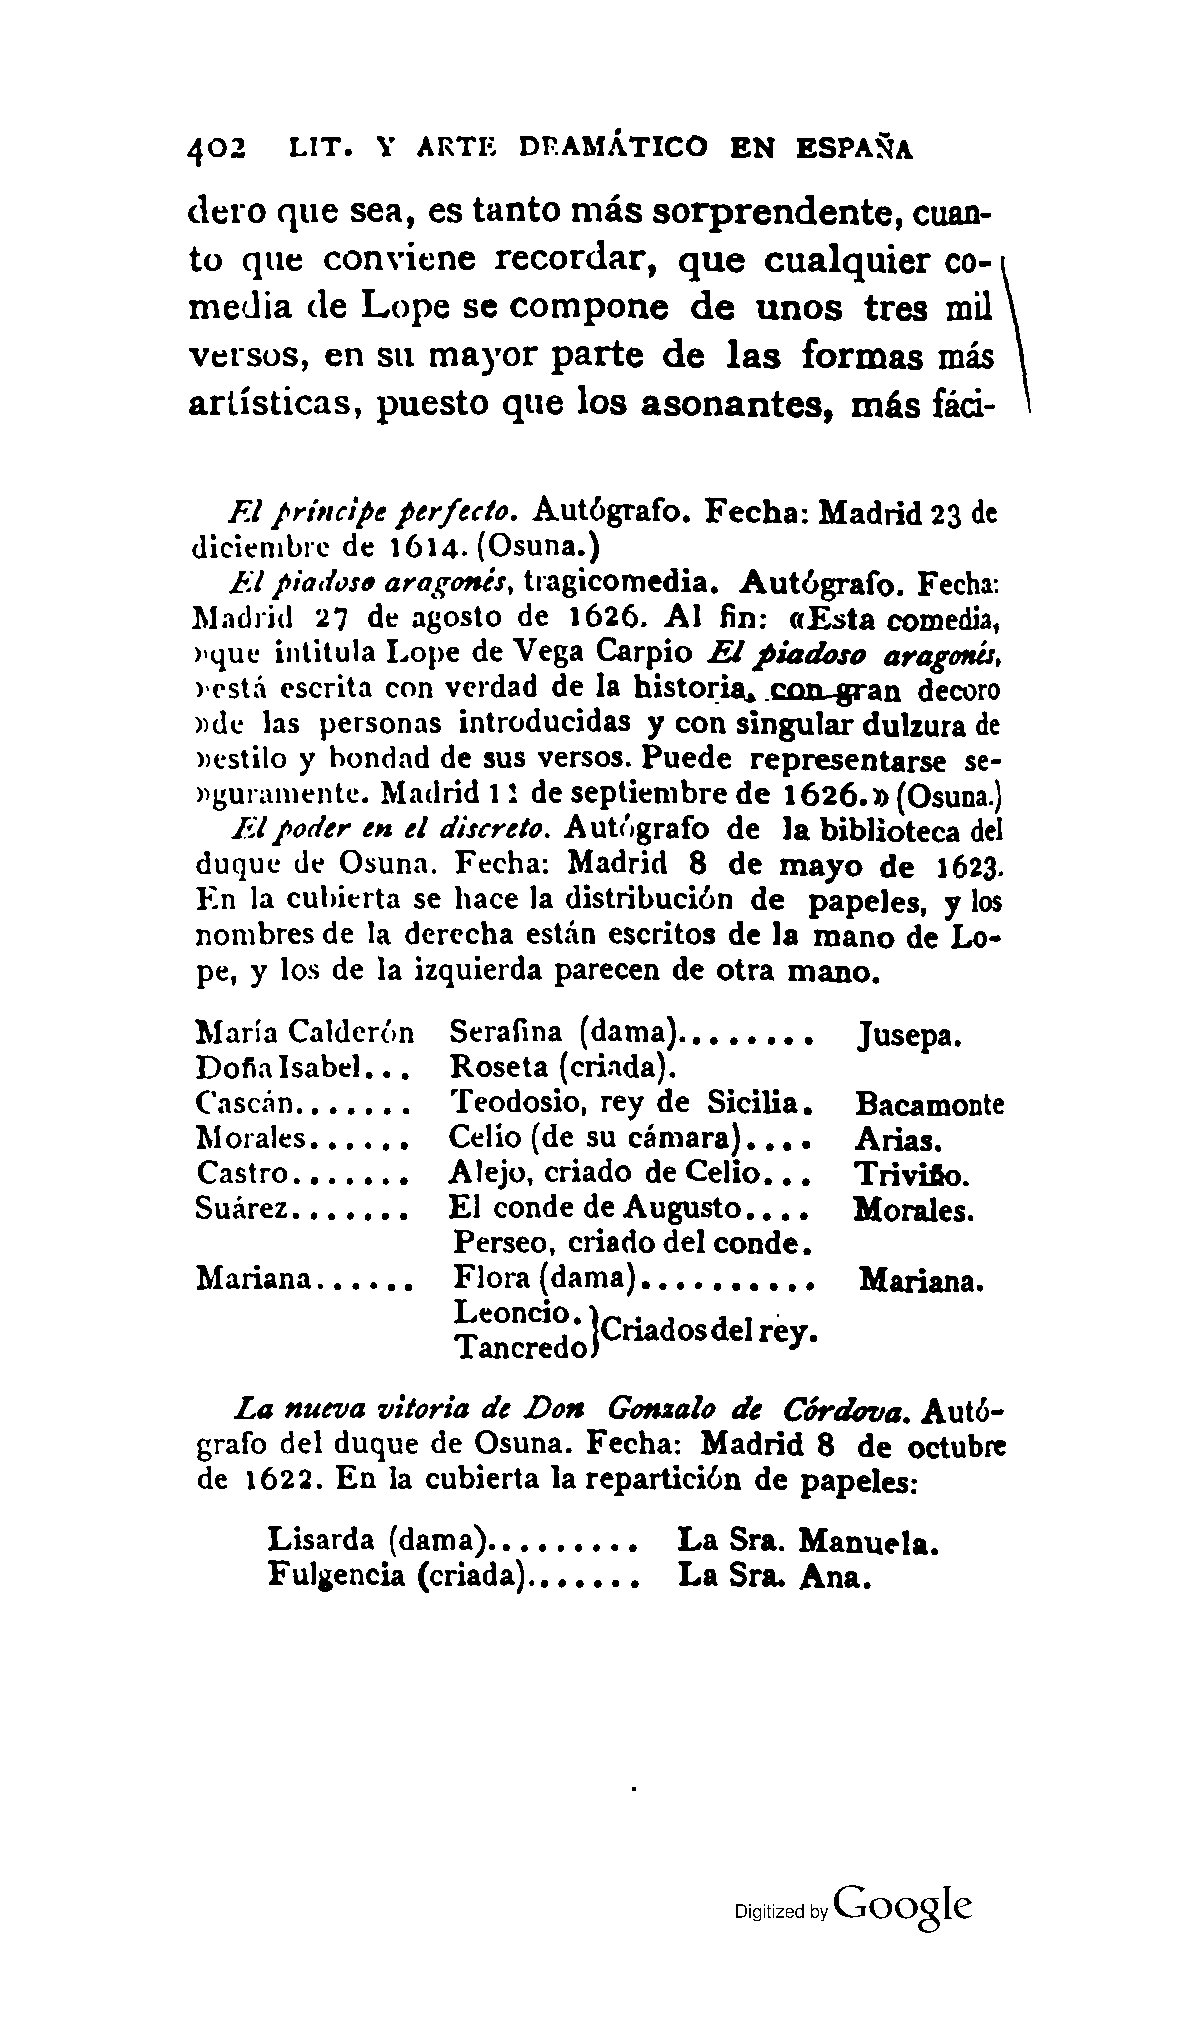 402 LIT. Y ARTE DRAMÁTICO EN ESPAÑA
dero que sea, es tanto más sorprendente, cuan-
to que conviene recordar, que cualquier co-
media de Lope se compone de unos tres mil
versos, en su mayor parte de las formas más
artísticas, puesto que los asonantes, más fáci-
El príncipe perfecto. Autógrafo. Fecha: Madrid 23 de
diciembre de 1614. (Osuna.)
El piadoso aragonés, tragicomedia. Autógrafo. Fecha:
Madrid 27 de agosto de 1626. Al fin: «Esta comedia,
»que intitula Lope de Vega Carpio El piadoso aragonés,
»está escrita con verdad de la historia, con gran decoro
»de las personas introducidas y con singular dulzura de
»estilo y bondad de sus versos. Puede representarse se-
»guramente. Madrid de septiembre de 1626.» (Osuna.)
El poder en el discreto. Autógrafo de la biblioteca del
duque de Osuna. Fecha: Madrid 8 de mayo de 1623.
En la cubierta se hace la distribución de papeles, y los
nombres de la derecha están escritos de la mano de Lo-
pe, y los de la izquierda parecen de otra mano.
María Calderón Serafina (dama)........ Jusepa.
Doña Isabel... Roseta (criada).
Cascán....... Teodosio, rey de Sicilia. Bacamonte
Morales...... Celio (de su cámara).... Arias.
Castro....... Alejo, criado de Celio... Triviño.
Suárez....... El conde de Augusto.... Morales.
Perseo, criado del conde.
Mariana...... Flora (dama).......... Mariana.
Leoncio. } Criados del rey.
Tancredo
La nueva vitoria de Don Gonzalo de Córdova. Autó-
grafo del duque de Osuna. Fecha: Madrid 8 de octubre
de 1622. En la cubierta la repartición de papeles:
Lisarda (dama)......... La Sra. Manuela.
Fulgencia (criada)....... La Sra. Ana.
Digitized by Google